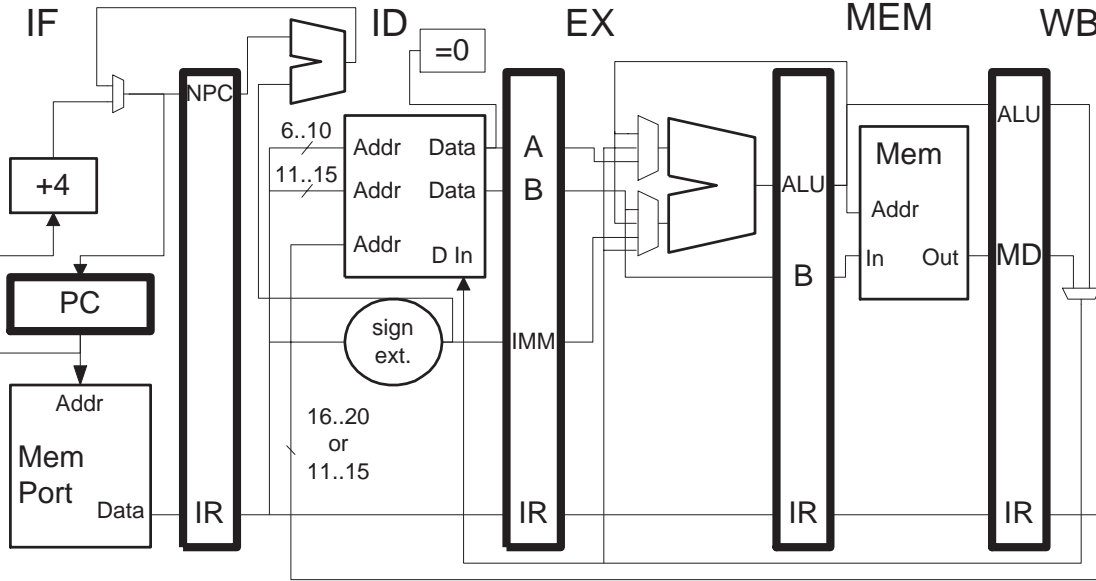 IF
ID
EX
MEM
WB
=0
NPC
+4
PC
Addr
Mem
Port
Data
IR
6..10
11..15
Addr
Data
Addr
Data
Addr
D In
sign
ext.
16..20
or
11..15
A
B
IMM
IR
ALU
B
IR
Mem
Addr
In
Out
ALU
MD
IR